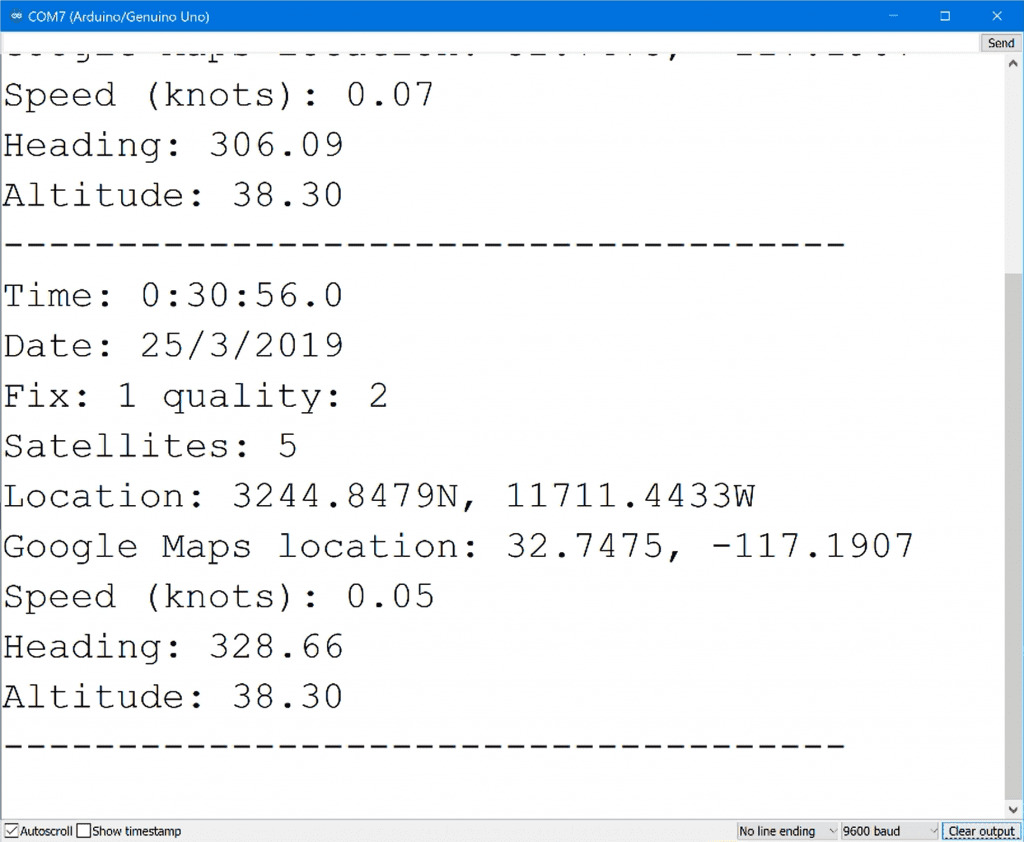 COM7 (Arduino/Genuino Uno)
Send
Google Maps location:
Speed (knots): 0.07
Heading: 306.09
Altitude: 38.30
-------------------------------------
Time: 0:30:56.0
Date: 25/3/2019
Fix: 1 quality: 2
Satellites: 5
Location: 3244.8479N, 11711.4433W
Google Maps location: 32.7475, -117.1907
Speed (knots): 0.05
Heading: 328.66
Altitude: 38.30
-------------------------------------
Autoscroll Show timestamp No line ending 9600 baud Clear output